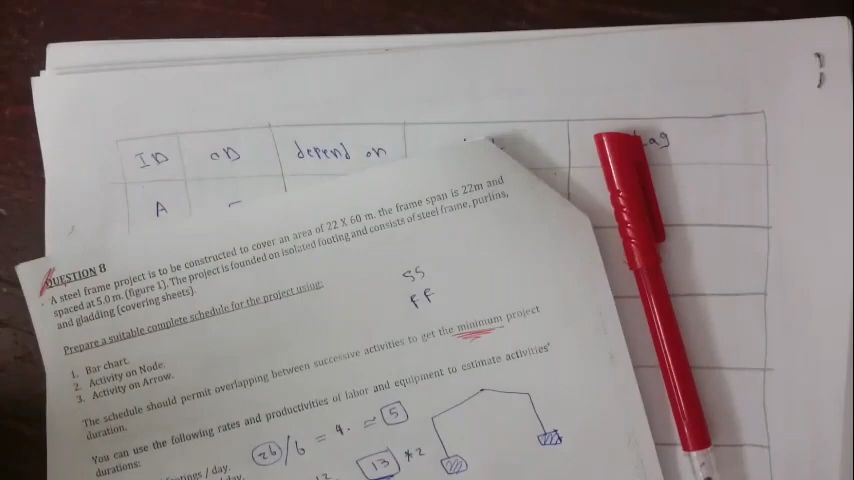 ID OD depend on Lag
A -
QUESTION 8
A steel frame project is to be constructed to cover an area of 22 X 60 m. the frame span is 22m and
spaced at 5.0 m. (figure 1). The project is founded on isolated footing and consists of steel frame, purlins,
and gladding (covering sheets).
SS
FF
Prepare a suitable complete schedule for the project using:
1. Bar chart.
2. Activity on Node.
3. Activity on Arrow.
The schedule should permit overlapping between successive activities to get the minimum project
duration.
You can use the following rates and productivities of labor and equipment to estimate activities'
durations:
26/6 = 4. ≈ 5
13 *2
/ day.